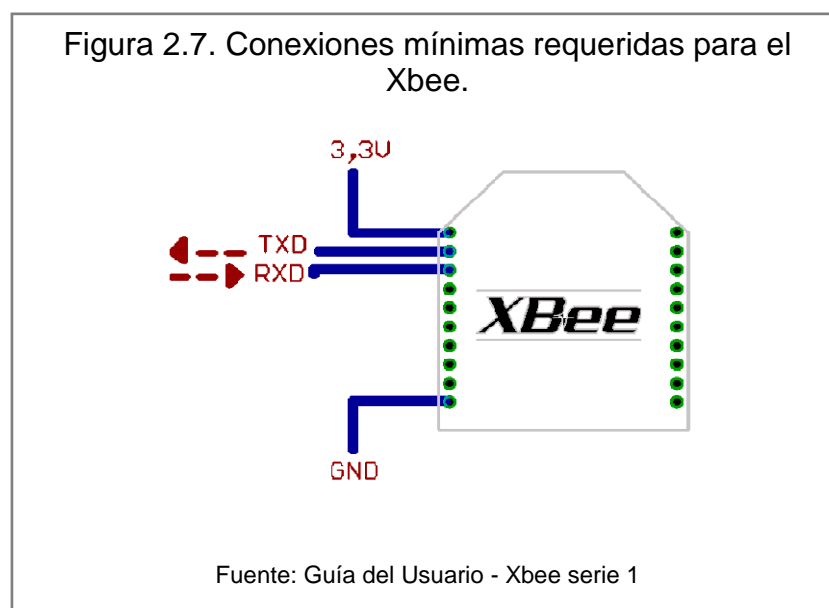 Figura 2.7. Conexiones mínimas requeridas para el
Xbee.
3,3V
TXD
RXD
XBee
GND
Fuente: Guía del Usuario - Xbee serie 1